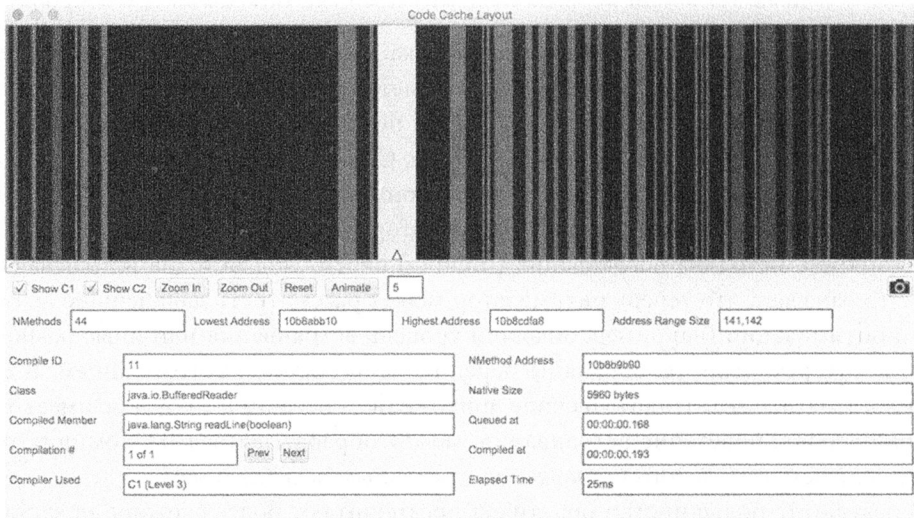 Code Cache Layout
Show C1 Show C2 Zoom In Zoom Out Reset Animate 5
NMethods 44 Lowest Address 10b8abb10 Highest Address 10b8cdfa8 Address Range Size 141,142
Compile ID 11 NMethod Address 10b8b9b90
Class java.io.BufferedReader Native Size 5960 bytes
Compiled Member java.lang.String readLine(boolean) Queued at 00:00:00.168
Compilation # 1 of 1 Prev Next Compiled at 00:00:00.193
Compiler Used C1 (Level 3) Elapsed Time 25ms